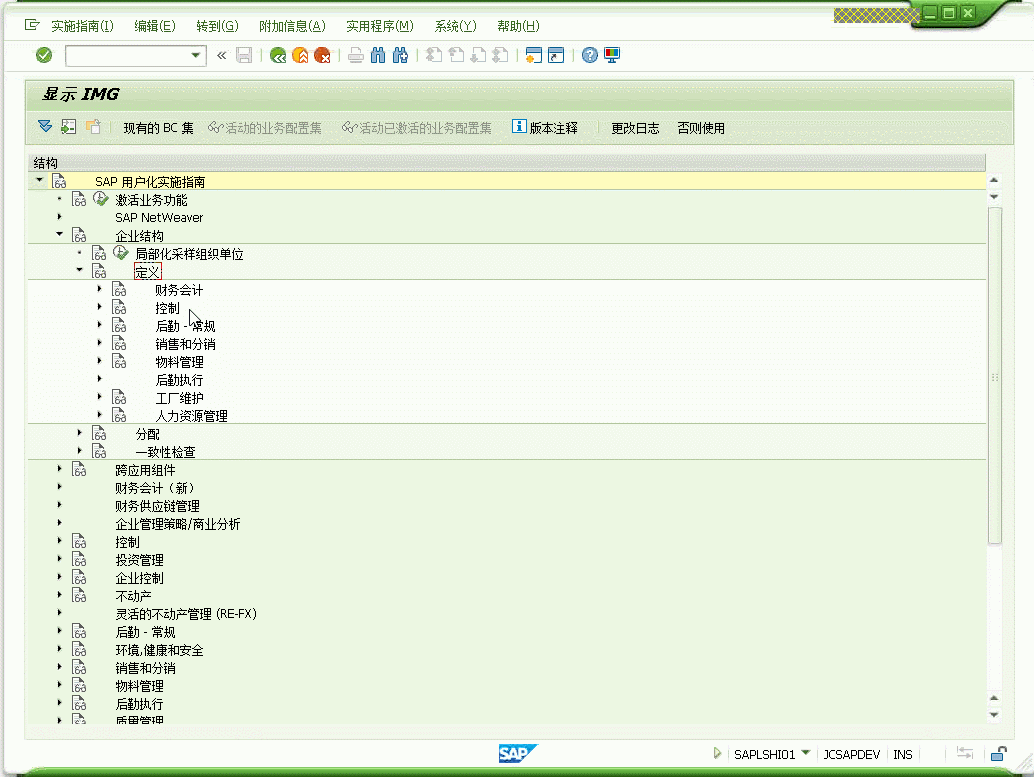 实施指南(I) 编辑(E) 转到(G) 附加信息(A) 实用程序(M) 系统(Y) 帮助(H)
显示 IMG
现有的 BC 集 活动的业务配置集 活动已激活的业务配置集 版本注释 更改日志 否则使用
结构
SAP 用户化实施指南
激活业务功能
SAP NetWeaver
企业结构
局部化采样组织单位
定义
财务会计
控制
后勤 - 常规
销售和分销
物料管理
后勤执行
工厂维护
人力资源管理
分配
一致性检查
跨应用组件
财务会计（新）
财务供应链管理
企业管理策略/商业分析
控制
投资管理
企业控制
不动产
灵活的不动产管理 (RE-FX)
后勤 - 常规
环境,健康和安全
销售和分销
物料管理
后勤执行
质量管理
SAP SAPLSHI01 JCSAPDEV INS